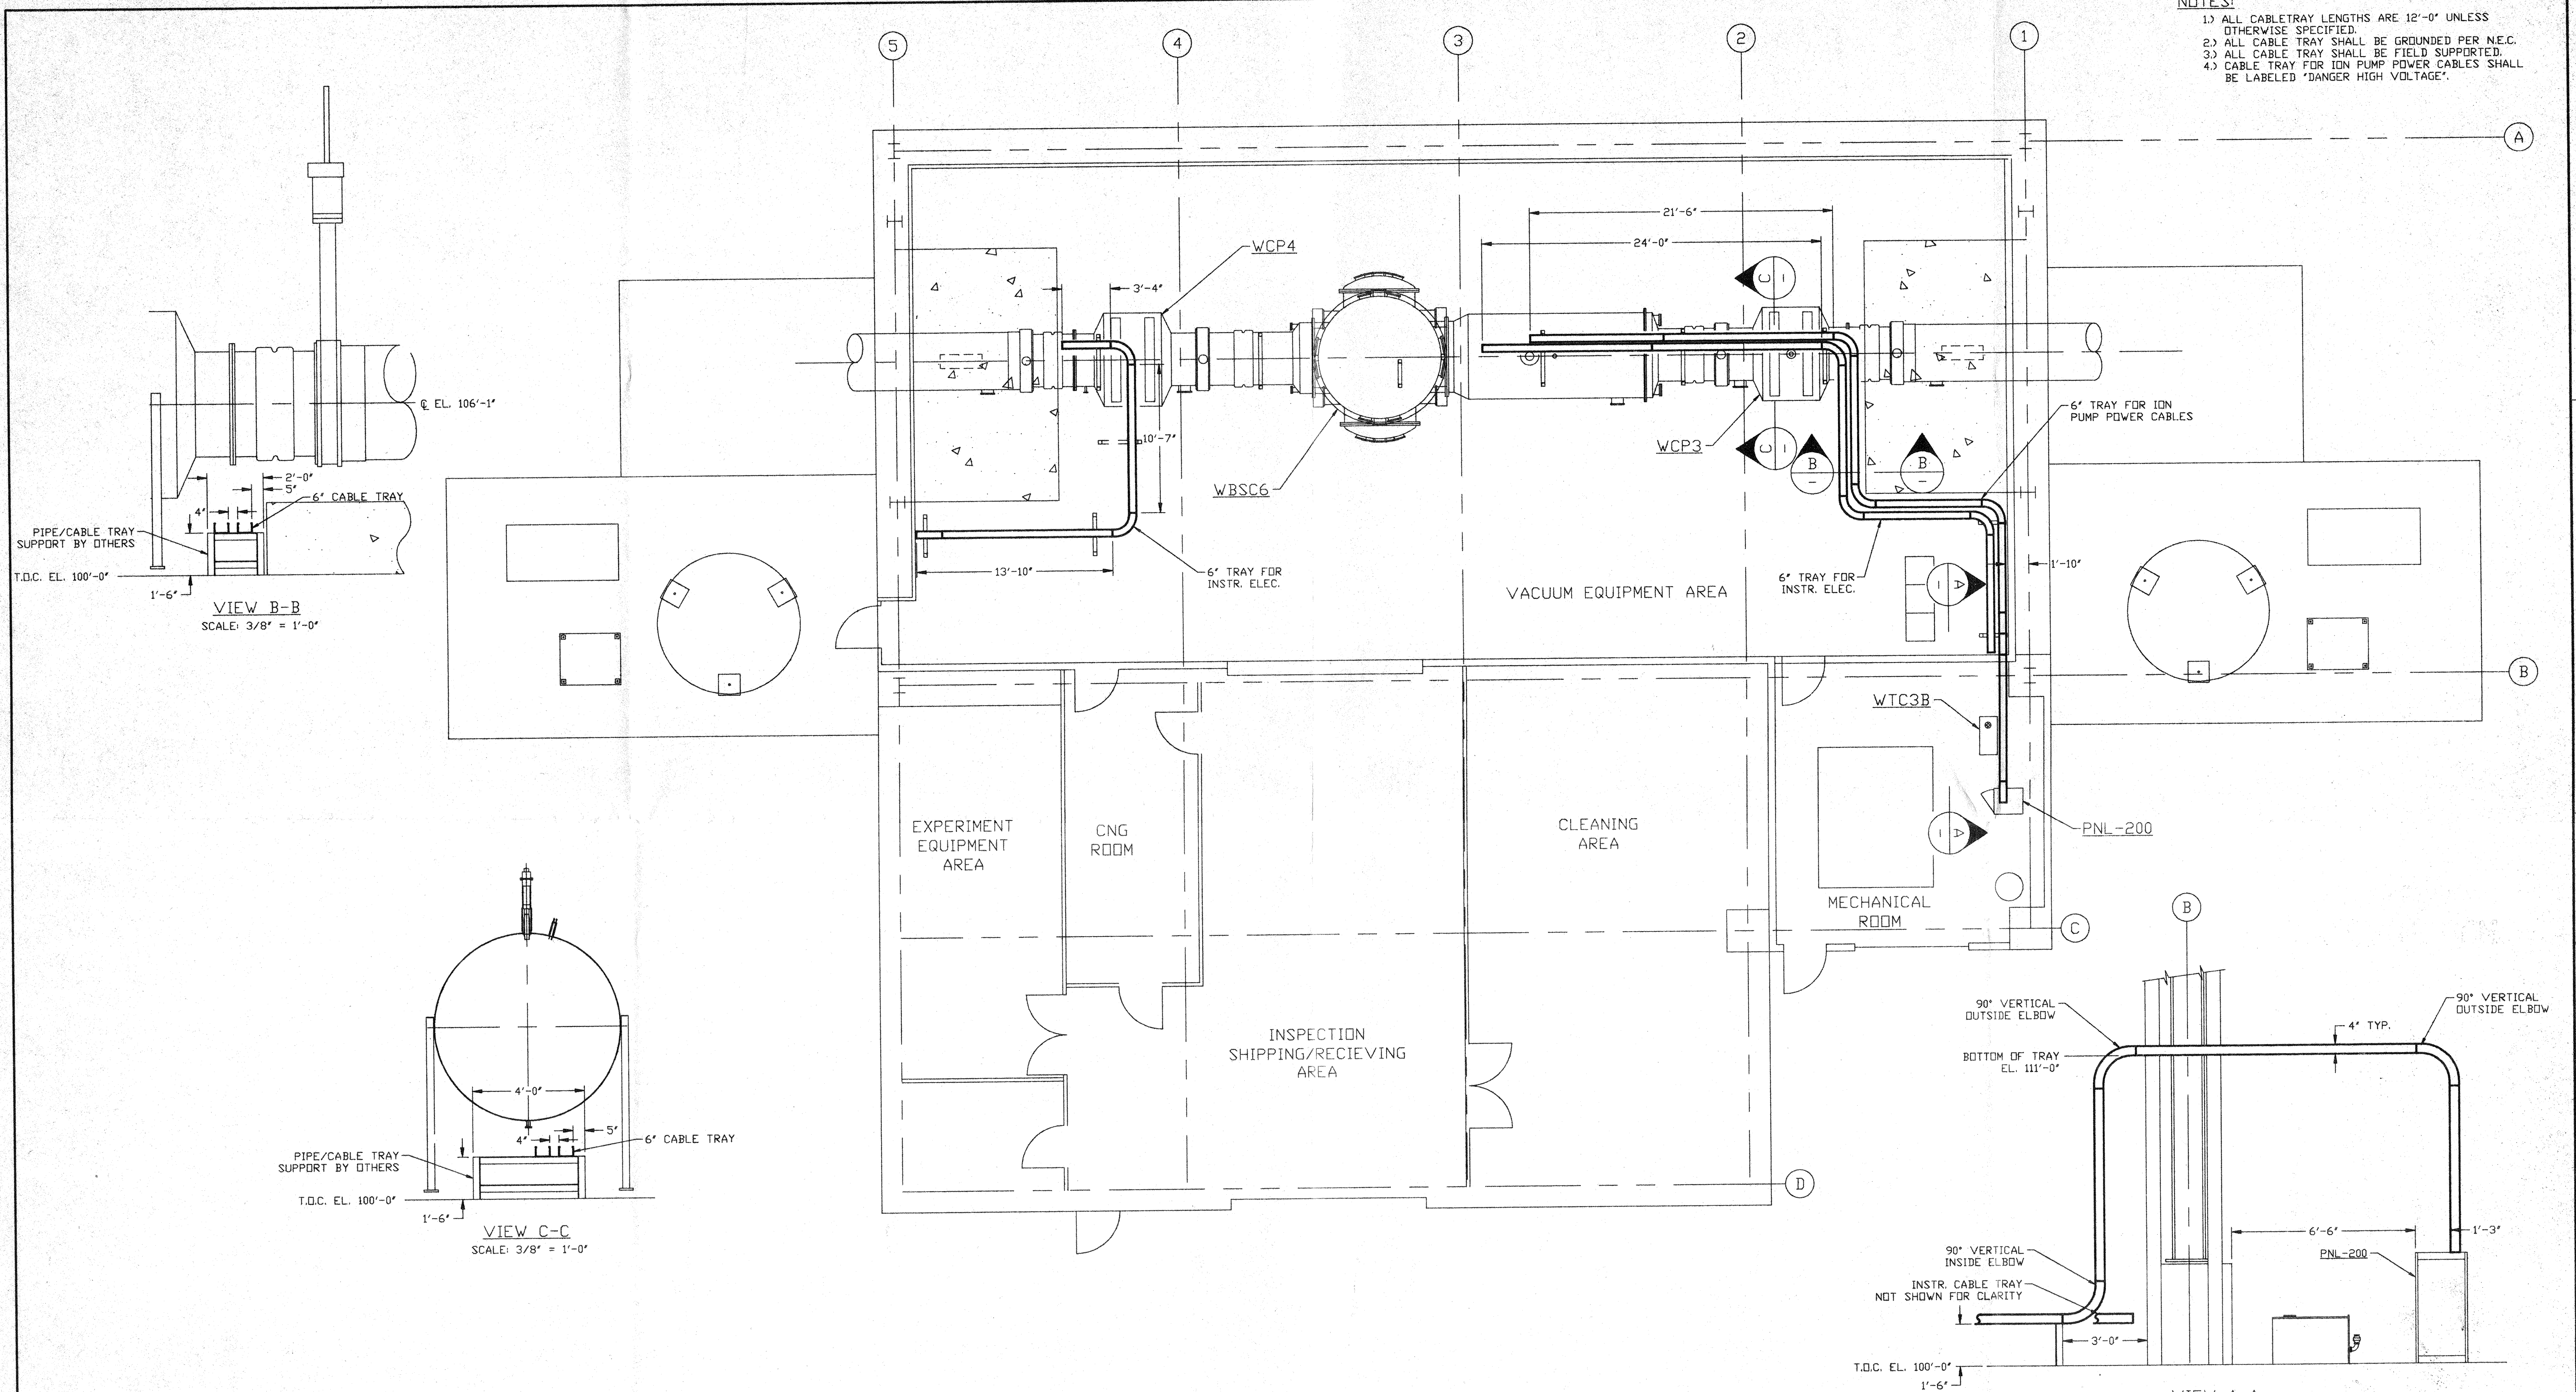 NOTES:
1.) ALL CABLETRAY LENGTHS ARE 12'-0" UNLESS
OTHERWISE SPECIFIED.
2.) ALL CABLE TRAY SHALL BE GROUNDED PER N.E.C.
3.) ALL CABLE TRAY SHALL BE FIELD SUPPORTED.
4.) CABLE TRAY FOR ION PUMP POWER CABLES SHALL
BE LABELED "DANGER HIGH VOLTAGE".
5
4
3
2
1
A
B
C
D
21'-6"
24'-0"
WCP4
3'-4"
C
-
6" TRAY FOR ION
PUMP POWER CABLES
WCP3
C
-
B
-
B
-
10'-7"
WBSC6
13'-10"
6" TRAY FOR
INSTR. ELEC.
VACUUM EQUIPMENT AREA
6" TRAY FOR
INSTR. ELEC.
A
-
1'-10"
WTC3B
PNL-200
A
-
EXPERIMENT
EQUIPMENT
AREA
CNG
ROOM
CLEANING
AREA
MECHANICAL
ROOM
INSPECTION
SHIPPING/RECIEVING
AREA
℄ EL. 106'-1"
2'-0"
5"
6" CABLE TRAY
4"
PIPE/CABLE TRAY
SUPPORT BY OTHERS
T.O.C. EL. 100'-0"
1'-6"
VIEW B-B
SCALE: 3/8" = 1'-0"
4'-0"
5"
4"
6" CABLE TRAY
PIPE/CABLE TRAY
SUPPORT BY OTHERS
T.O.C. EL. 100'-0"
1'-6"
VIEW C-C
SCALE: 3/8" = 1'-0"
B
90° VERTICAL
OUTSIDE ELBOW
90° VERTICAL
OUTSIDE ELBOW
4" TYP.
BOTTOM OF TRAY
EL. 111'-0"
6'-6"
1'-3"
PNL-200
90° VERTICAL
INSIDE ELBOW
INSTR. CABLE TRAY
NOT SHOWN FOR CLARITY
3'-0"
T.O.C. EL. 100'-0"
1'-6"